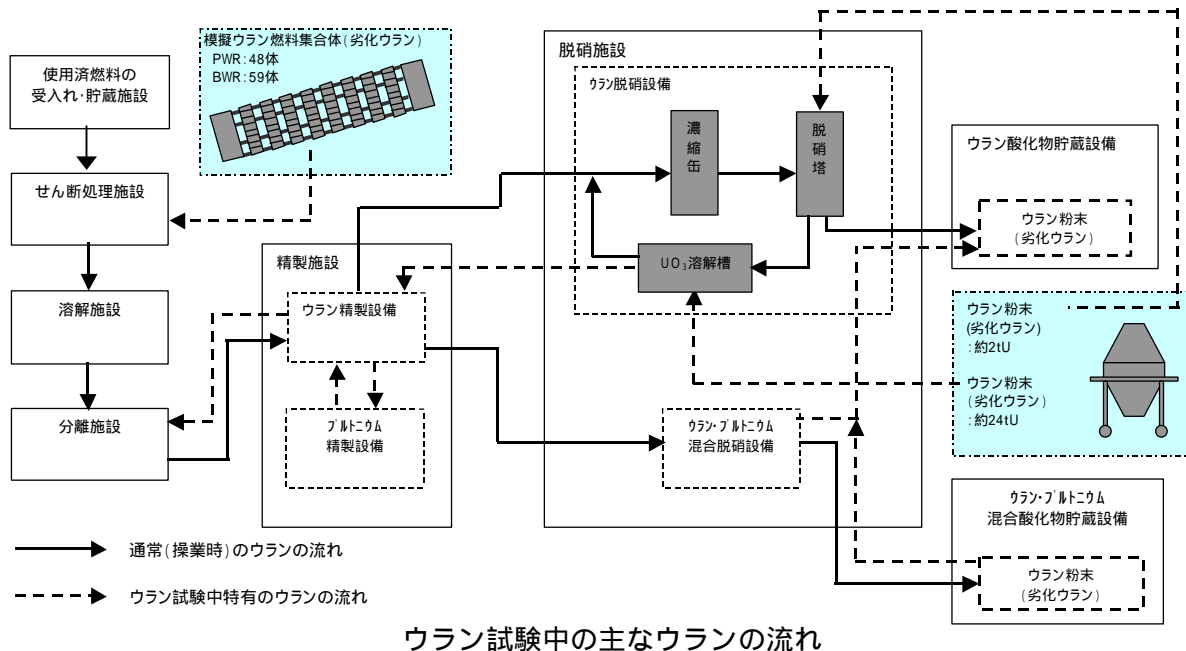 模擬ウラン燃料集合体(劣化ウラン)
PWR:48体
BWR:59体
使用済燃料の
受入れ・貯蔵施設
せん断処理施設
溶解施設
分離施設
精製施設
ウラン精製設備
プルトニウム
精製設備
脱硝施設
ウラン脱硝設備
濃縮缶
脱硝塔
UO₃溶解槽
ウラン・プルトニウム
混合脱硝設備
ウラン酸化物貯蔵設備
ウラン粉末
(劣化ウラン)
ウラン粉末
(劣化ウラン)
:約2tU
ウラン粉末
(劣化ウラン)
:約24tU
ウラン・プルトニウム
混合酸化物貯蔵設備
ウラン粉末
(劣化ウラン)
通常(操業時)のウランの流れ
ウラン試験中特有のウランの流れ
ウラン試験中の主なウランの流れ